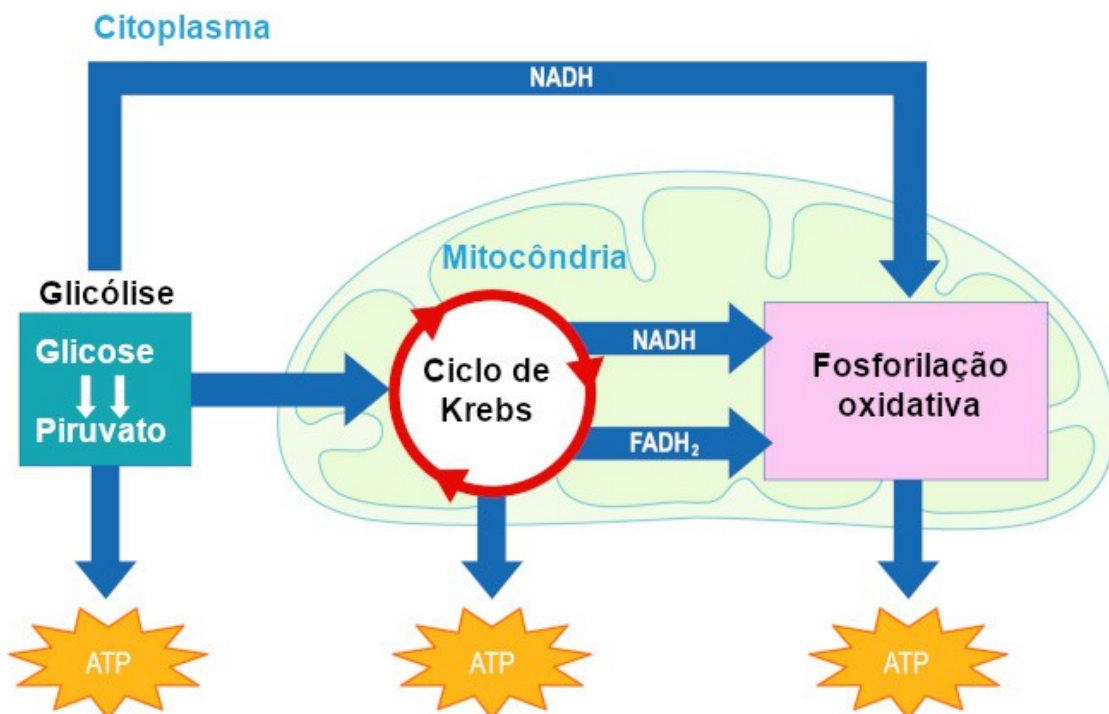 Citoplasma
NADH
Mitocôndria
Glicólise
Glicose
Piruvato
Ciclo de
Krebs
NADH
FADH₂
Fosforilação
oxidativa
ATP
ATP
ATP